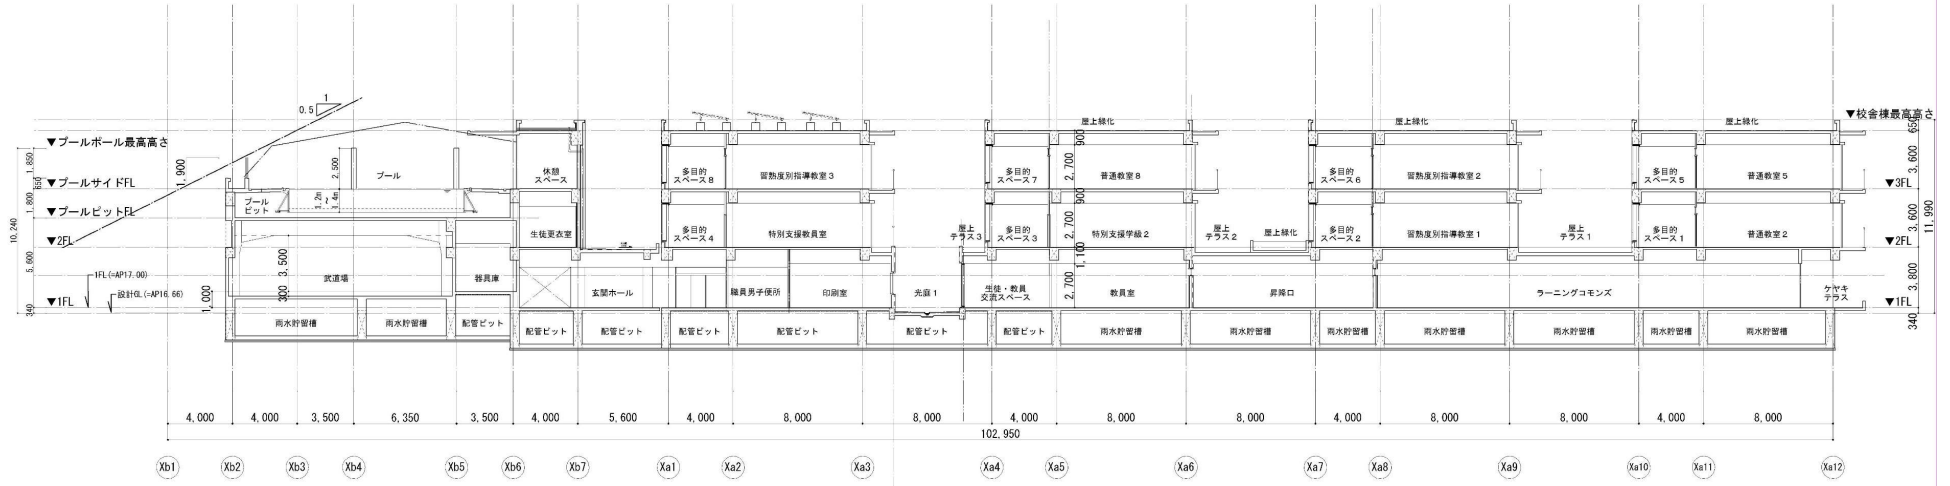 1
0.5
屋上緑化
屋上緑化
屋上緑化
▼校舎棟最高高さ
▼プールポール最高高さ
650
1,850
1,900
2,500
プール
休憩
スペース
多目的
スペース8
習熟度別指導教室3
900
2,700
多目的
スペース7
普通教室8
多目的
スペース6
習熟度別指導教室2
多目的
スペース5
普通教室5
3,600
▼プールサイドFL
650
▼3FL
プール
ピット
1.2m
~
1.4m
900
1,800
▼プールピットFL
10,240
11,990
▼2FL
生徒更衣室
多目的
スペース4
特別支援教員室
屋上
テラス3
多目的
スペース3
2,700
特別支援学級2
屋上
テラス2
屋上緑化
多目的
スペース2
習熟度別指導教室1
屋上
テラス1
多目的
スペース1
普通教室2
3,600
▼2FL
1,100
5,600
1FL(=AP17.00)
設計GL(=AP16.66)
1,000
3,500
300
武道場
器具庫
玄関ホール
職員男子便所
印刷室
光庭1
生徒・教員
交流スペース
2,700
教員室
昇降口
ラーニングコモンズ
ケヤキ
テラス
3,800
▼1FL
▼1FL
340
340
雨水貯留槽
雨水貯留槽
配管ピット
配管ピット
配管ピット
配管ピット
配管ピット
配管ピット
配管ピット
雨水貯留槽
雨水貯留槽
雨水貯留槽
雨水貯留槽
雨水貯留槽
雨水貯留槽
雨水貯留槽
4,000
4,000
3,500
6,350
3,500
4,000
5,600
4,000
8,000
8,000
4,000
8,000
8,000
4,000
8,000
8,000
4,000
8,000
102,950
Xb1
Xb2
Xb3
Xb4
Xb5
Xb6
Xb7
Xa1
Xa2
Xa3
Xa4
Xa5
Xa6
Xa7
Xa8
Xa9
Xa10
Xa11
Xa12